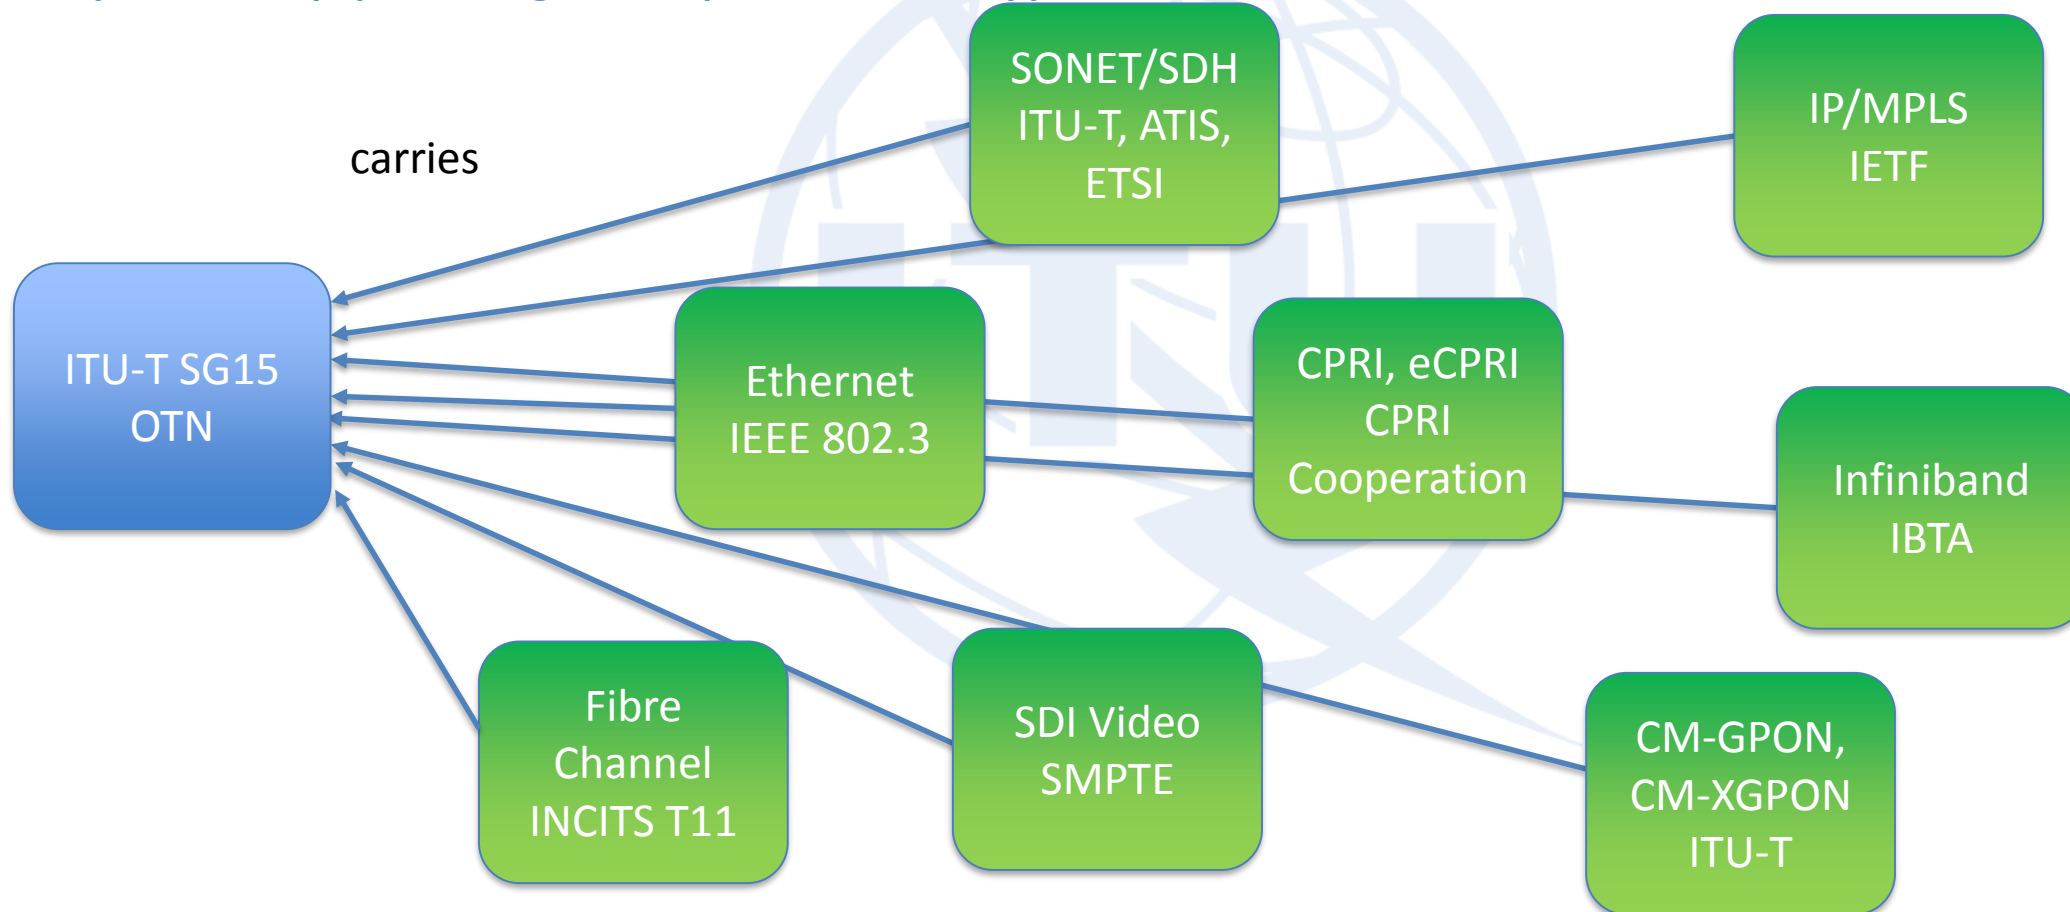 SONET/SDH
ITU-T, ATIS,
ETSI
IP/MPLS
IETF
carries
ITU-T SG15
OTN
Ethernet
IEEE 802.3
CPRI, eCPRI
CPRI
Cooperation
Infiniband
IBTA
Fibre
Channel
INCITS T11
SDI Video
SMPTE
CM-GPON,
CM-XGPON
ITU-T
ITU